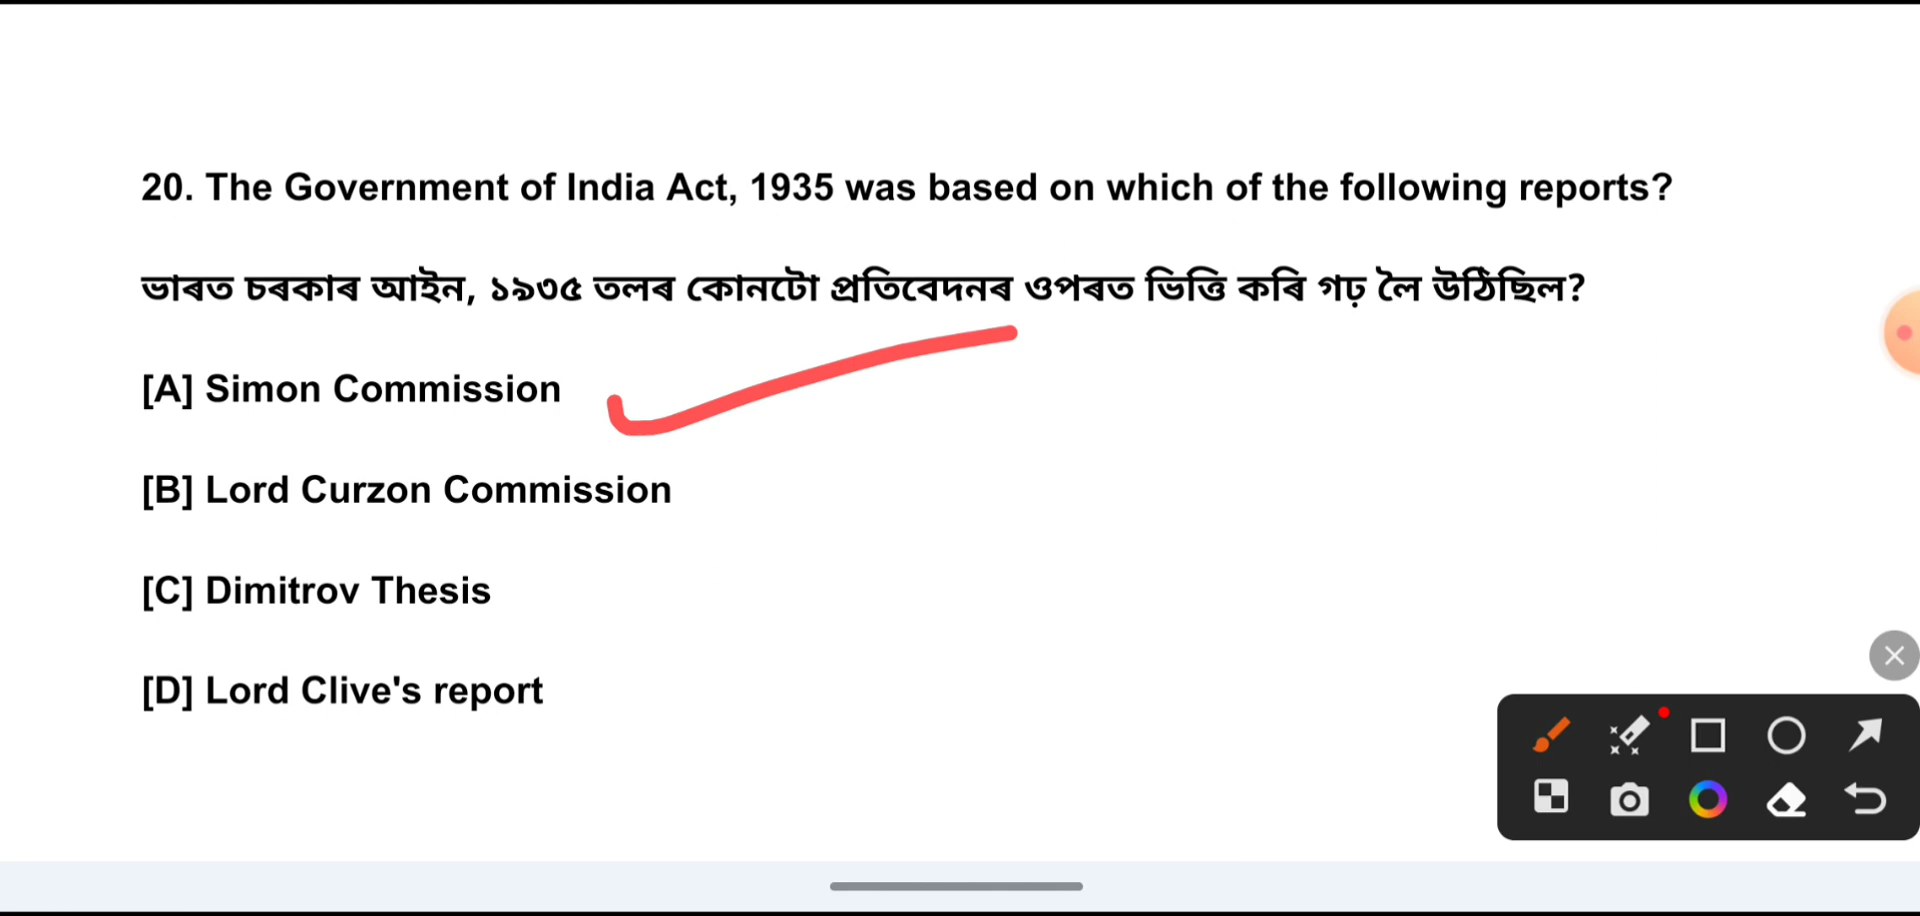 20. The Government of India Act, 1935 was based on which of the following reports?
ভাৰত চৰকাৰ আইন, ১৯৩৫ তলৰ কোনটো প্ৰতিবেদনৰ ওপৰত ভিত্তি কৰি গঢ় লৈ উঠিছিল?
[A] Simon Commission
[B] Lord Curzon Commission
[C] Dimitrov Thesis
[D] Lord Clive's report